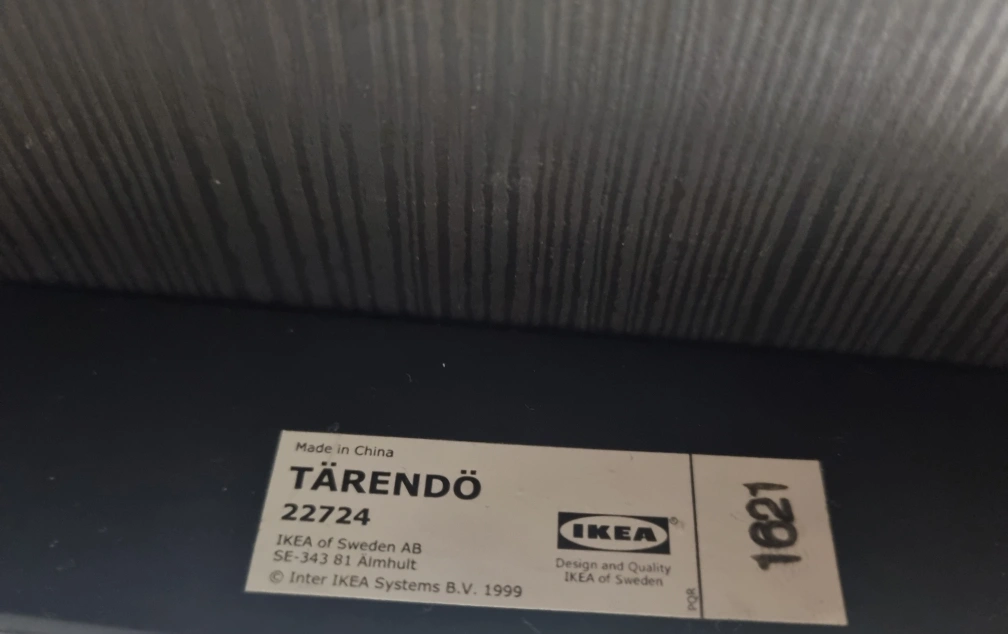 Made in China
TÄRENDÖ
22724
IKEA of Sweden AB
SE-343 81 Älmhult
© Inter IKEA Systems B.V. 1999
IKEA®
Design and Quality
IKEA of Sweden
PQR
1621